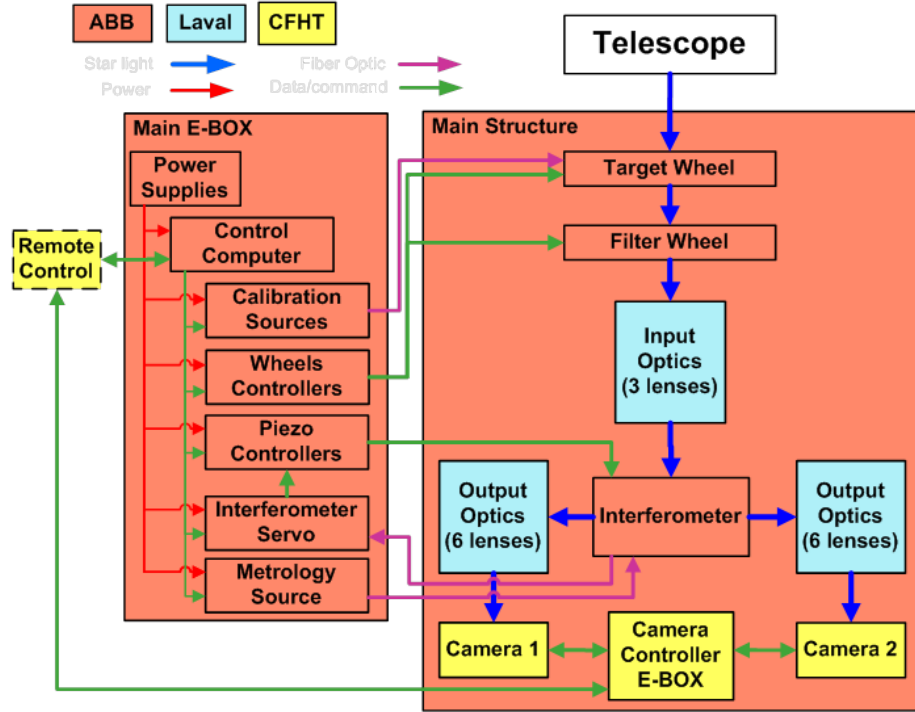 ABB
Laval
CFHT
Star light
Fiber Optic
Power
Data/command
Telescope
Main E-BOX
Power
Supplies
Control
Computer
Remote
Control
Calibration
Sources
Wheels
Controllers
Piezo
Controllers
Interferometer
Servo
Metrology
Source
Main Structure
Target Wheel
Filter Wheel
Input
Optics
(3 lenses)
Output
Optics
(6 lenses)
Interferometer
Output
Optics
(6 lenses)
Camera 1
Camera
Controller
E-BOX
Camera 2